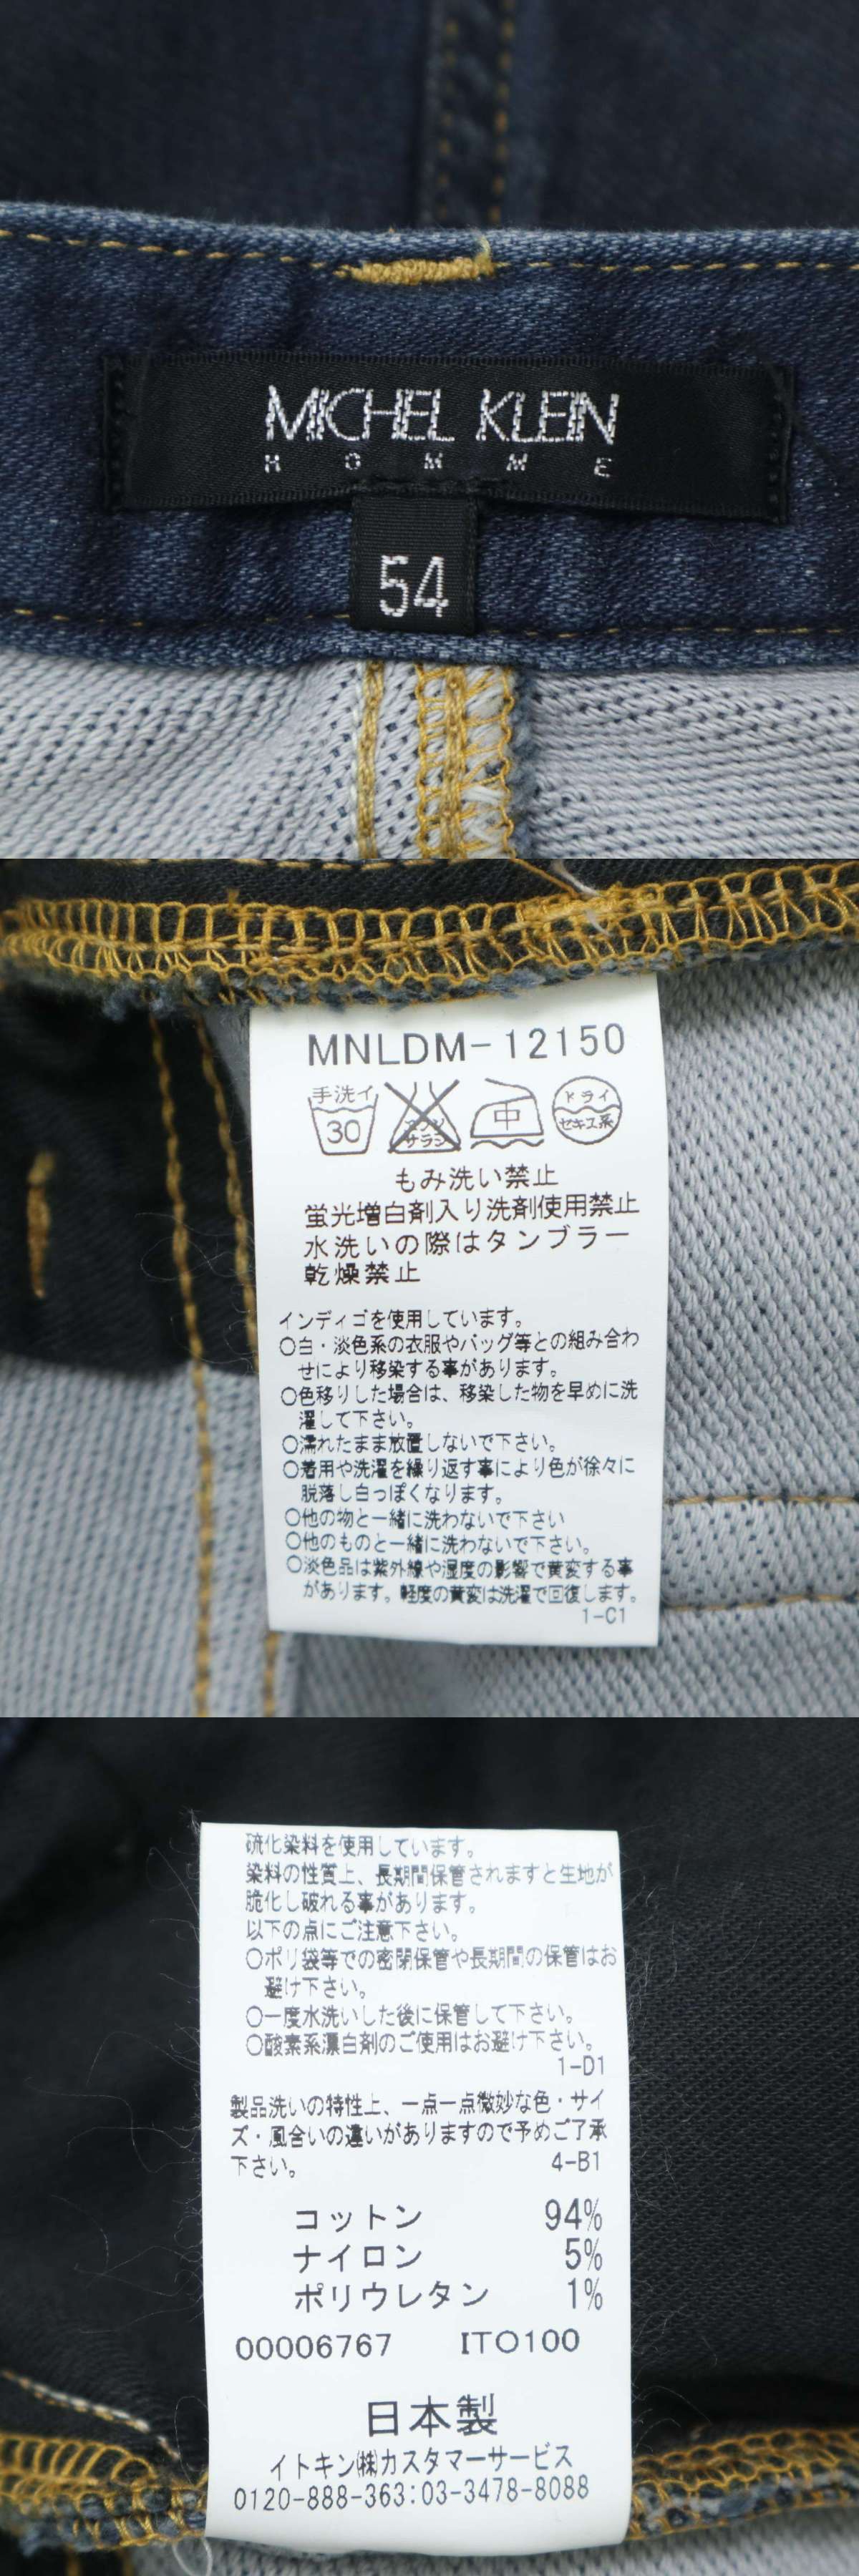 MICHEL KLEIN
HOMME
54
MNLDM-12150
手洗イ
30
エンソ
サラシ
中
ドライ
セキユ系
もみ洗い禁止
蛍光増白剤入り洗剤使用禁止
水洗いの際はタンブラー
乾燥禁止
インディゴを使用しています。
○白・淡色系の衣服やバッグ等との組み合わ
せにより移染する事があります。
○色移りした場合は、移染した物を早めに洗
濯して下さい。
○濡れたまま放置しないで下さい。
○着用や洗濯を繰り返す事により色が徐々に
脱落し白っぽくなります。
○他の物と一緒に洗わないで下さい
○他のものと一緒に洗わないで下さい。
○淡色品は紫外線や湿度の影響で黄変する事
があります。軽度の黄変は洗濯で回復します。
1-C1
硫化染料を使用しています。
染料の性質上、長期間保管されますと生地が
脆化し破れる事があります。
以下の点にご注意下さい。
○ポリ袋等での密閉保管や長期間の保管はお
避け下さい。
○一度水洗いした後に保管して下さい。
○酸素系漂白剤のご使用はお避け下さい。
1-D1
製品洗いの特性上、一点一点微妙な色・サイ
ズ・風合いの違いがありますので予めご了承
下さい。 4-B1
コットン 94%
ナイロン 5%
ポリウレタン 1%
00006767 ITO100
日本製
イトキン㈱カスタマーサービス
0120-888-363:03-3478-8088